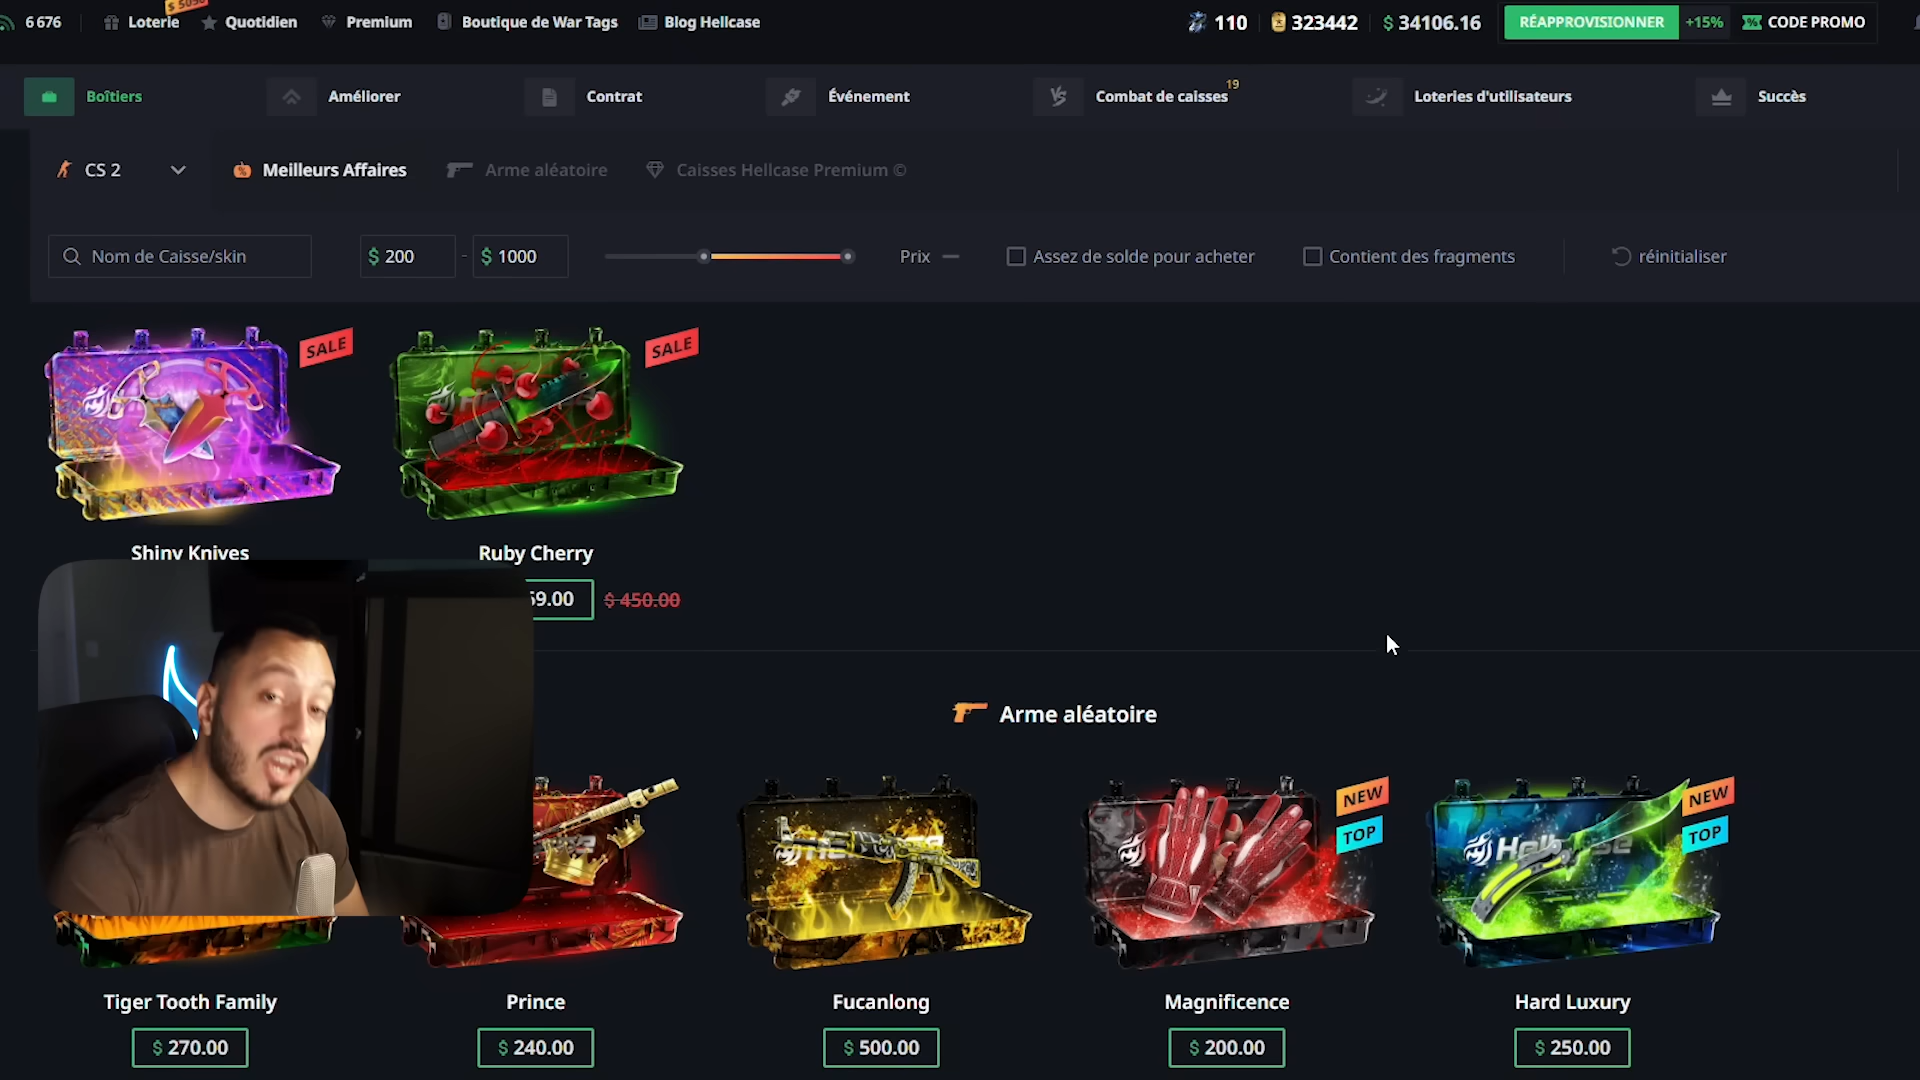 6 676
Loterie
Quotidien
Premium
Boutique de War Tags
Blog Hellcase
110
323442
$ 34106.16
RÉAPPROVISIONNER
+15%
CODE PROMO
Boîtiers
Améliorer
Contrat
Événement
Combat de caisses
19
Loteries d'utilisateurs
Succès
CS 2
Meilleurs Affaires
Arme aléatoire
Caisses Hellcase Premium ©
Nom de Caisse/skin
$ 200
-
$ 1000
Prix
Assez de solde pour acheter
Contient des fragments
réinitialiser
SALE
SALE
Shiny Knives
Ruby Cherry
59.00
$ 450.00
Arme aléatoire
NEW
TOP
NEW
TOP
Tiger Tooth Family
Prince
Fucanlong
Magnificence
Hard Luxury
$ 270.00
$ 240.00
$ 500.00
$ 200.00
$ 250.00